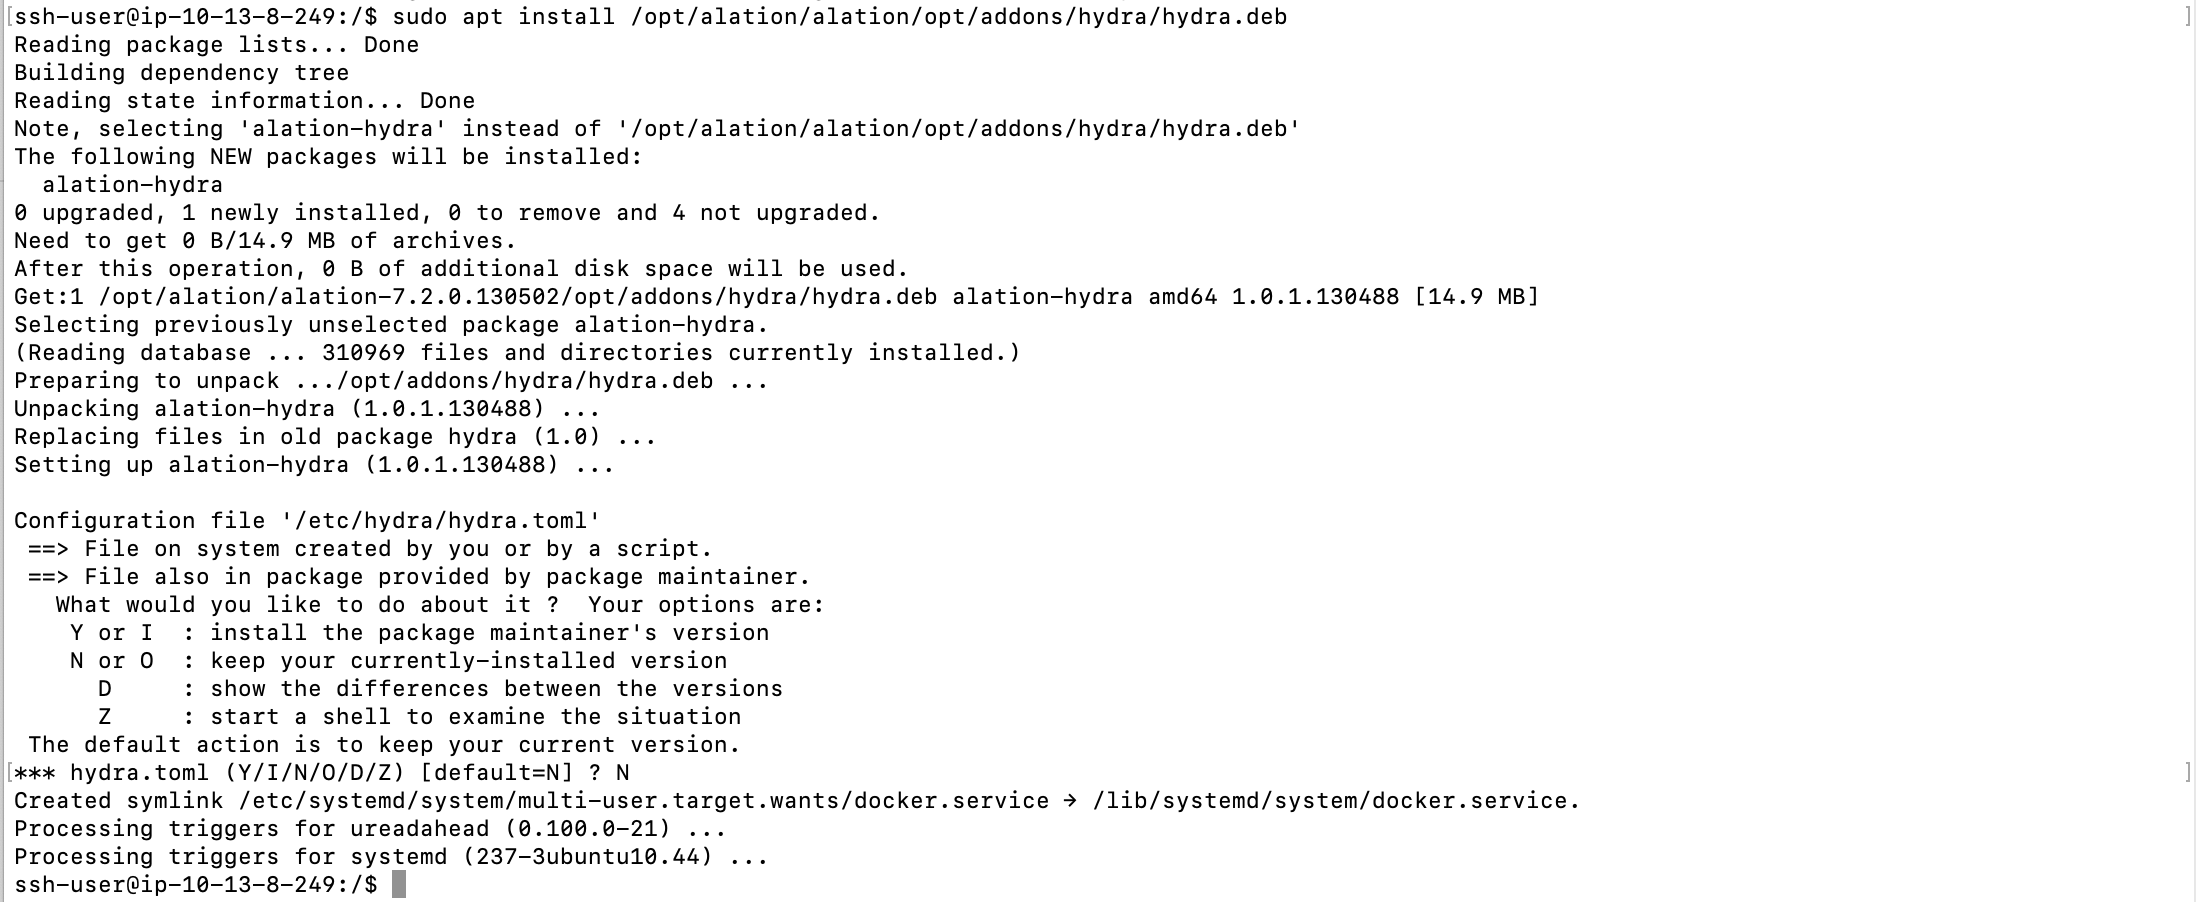 [ssh-user@ip-10-13-8-249:/$ sudo apt install /opt/alation/alation/opt/addons/hydra/hydra.deb ]
Reading package lists... Done
Building dependency tree
Reading state information... Done
Note, selecting 'alation-hydra' instead of '/opt/alation/alation/opt/addons/hydra/hydra.deb'
The following NEW packages will be installed:
  alation-hydra
0 upgraded, 1 newly installed, 0 to remove and 4 not upgraded.
Need to get 0 B/14.9 MB of archives.
After this operation, 0 B of additional disk space will be used.
Get:1 /opt/alation/alation-7.2.0.130502/opt/addons/hydra/hydra.deb alation-hydra amd64 1.0.1.130488 [14.9 MB]
Selecting previously unselected package alation-hydra.
(Reading database ... 310969 files and directories currently installed.)
Preparing to unpack .../opt/addons/hydra/hydra.deb ...
Unpacking alation-hydra (1.0.1.130488) ...
Replacing files in old package hydra (1.0) ...
Setting up alation-hydra (1.0.1.130488) ...

Configuration file '/etc/hydra/hydra.toml'
 ==> File on system created by you or by a script.
 ==> File also in package provided by package maintainer.
   What would you like to do about it ?  Your options are:
    Y or I  : install the package maintainer's version
    N or O  : keep your currently-installed version
      D     : show the differences between the versions
      Z     : start a shell to examine the situation
 The default action is to keep your current version.
[*** hydra.toml (Y/I/N/O/D/Z) [default=N] ? N ]
Created symlink /etc/systemd/system/multi-user.target.wants/docker.service → /lib/systemd/system/docker.service.
Processing triggers for ureadahead (0.100.0-21) ...
Processing triggers for systemd (237-3ubuntu10.44) ...
ssh-user@ip-10-13-8-249:/$